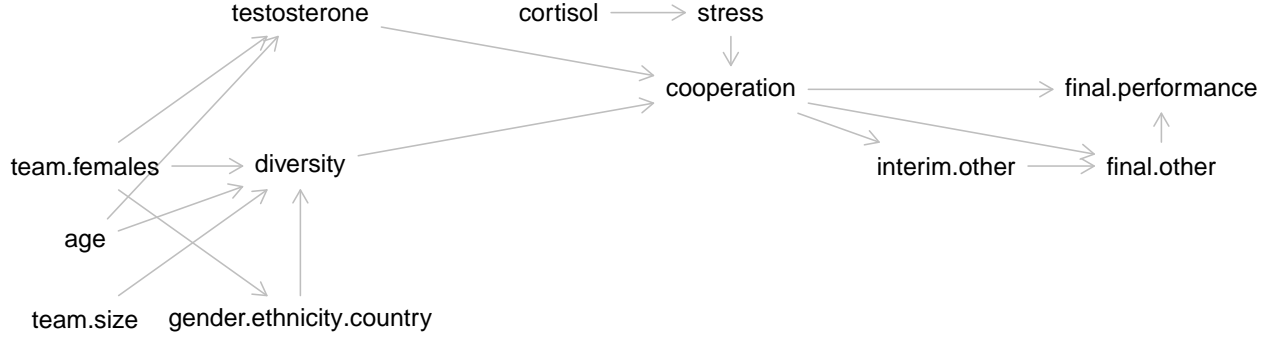 testosterone
cortisol
stress
cooperation
final.performance
team.females
diversity
interim.other
final.other
age
team.size
gender.ethnicity.country